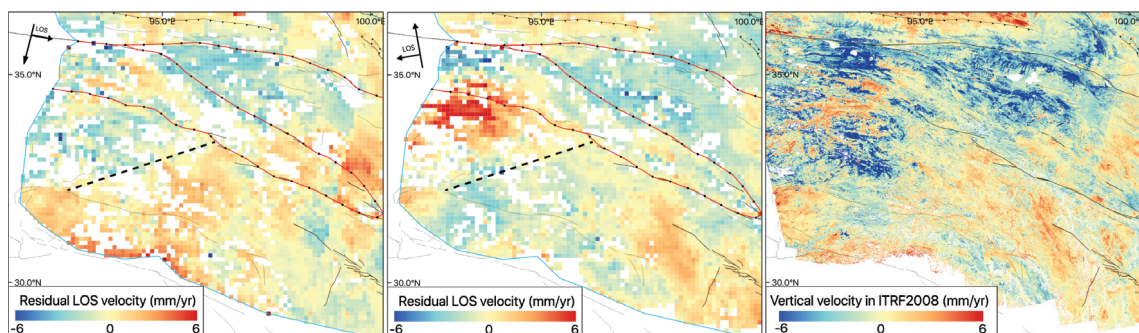 95.0°E
100.0°E
LOS
35.0°N
30.0°N
Residual LOS velocity (mm/yr)
-6 0 6
95.0°E
100.0°E
LOS
35.0°N
30.0°N
Residual LOS velocity (mm/yr)
-6 0 6
95.0°E
100.0°E
35.0°N
30.0°N
Vertical velocity in ITRF2008 (mm/yr)
-6 0 6